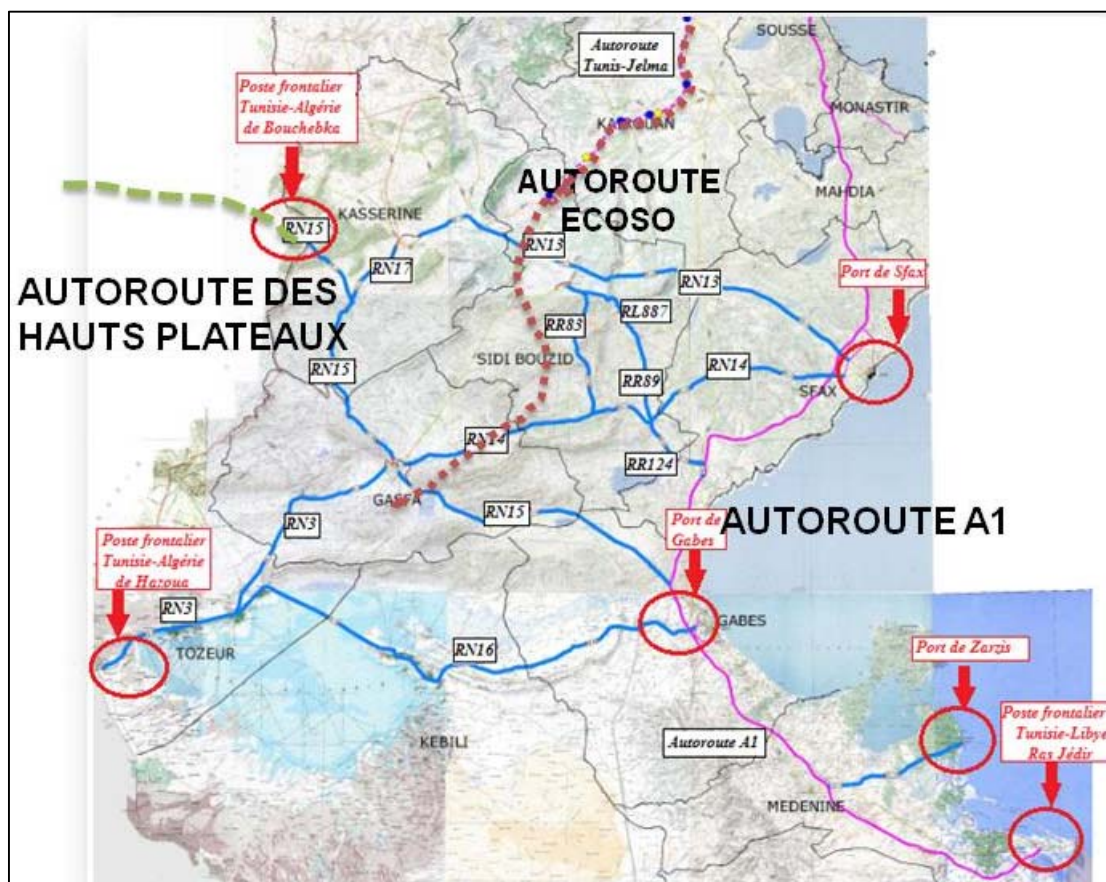 SOUSSE
Autoroute
Tunis-Jelma
Poste frontalier
Tunisie-Algérie
de Bouchebka
MONASTIR
KAIROUAN
AUTOROUTE
ECOSO
MAHDIA
KASSERINE
RN15
RN13
RN17
RN13
Port de Sfax
AUTOROUTE DES
HAUTS PLATEAUX
RR83
RL887
SIDI BOUZID
RN14
RN15
RR89
SFAX
RN14
RR124
GAFSA
RN15
RN3
Port de
Gabes
AUTOROUTE A1
Poste frontalier
Tunisie-Algérie
de Hazoua
RN3
GABES
TOZEUR
RN16
Port de Zarzis
Poste frontalier
Tunisie-Libye
Ras Jédir
KEBILI
Autoroute A1
MEDENINE